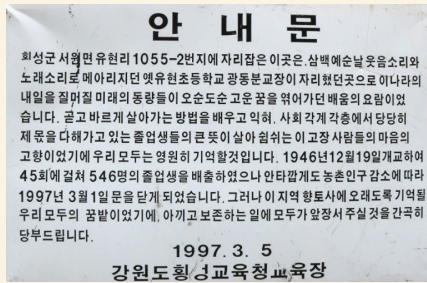 안 내 문
횡성군 서원면 유현리 1055-2번지에 자리잡은 이곳은. 삼백예순날 웃음소리와
노래소리로 메아리지던 옛유현초등학교 광동분교장이 자리했던곳으로 이나라의
내일을 질머질 미래의 동량들이 오순도순 고운 꿈을 엮어가던 배움의 요람이었
습니다. 곧고 바르게 살아가는 방법을 배우고 익혀, 사회 각계 각층에서 당당히
제 몫을 다해가고 있는 졸업생들의 큰 뜻이 살아 쉼쉬는 이 고장 사람들의 마음의
고향이었기에 우리 모두는 영원히 기억할것입니다. 1946년12월19일개교하여
45회에 걸쳐 546명의 졸업생을 배출하였으나 안타깝게도 농촌인구 감소에 따라
1997년 3월1일 문을 닫게 되었습니다. 그러나 이 지역 향토사에 오래도록 기억될
우리 모두의 꿈밭이었기에, 아끼고 보존하는 일에 모두가 앞장서 주실것을 간곡히
당부드립니다.
1997. 3. 5
강원도횡성교육청교육장